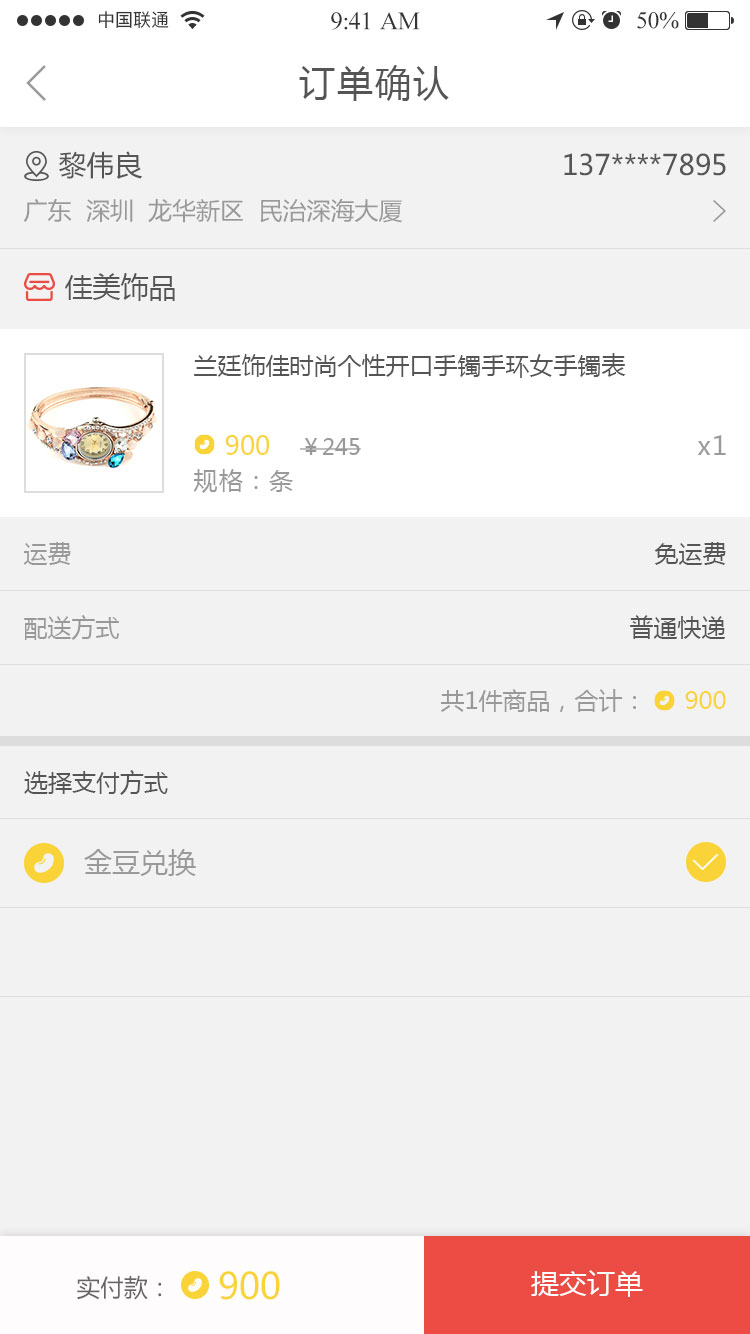 中国联通 9:41 AM 50%
订单确认
黎伟良 137****7895
广东 深圳 龙华新区 民治深海大厦
佳美饰品
兰廷饰佳时尚个性开口手镯手环女手镯表
900 ¥245 x1
规格：条
运费 免运费
配送方式 普通快递
共1件商品，合计： 900
选择支付方式
金豆兑换
实付款： 900 提交订单